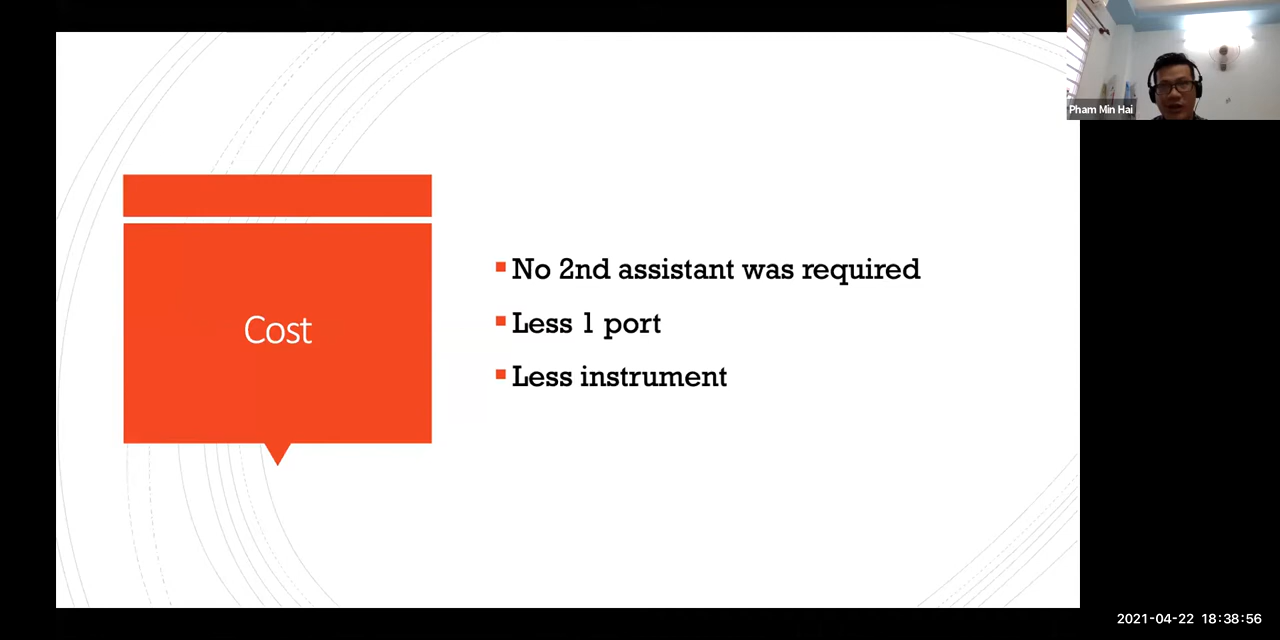 Pham Min Hai
Cost
No 2nd assistant was required
Less 1 port
Less instrument
2021-04-22 18:38:56